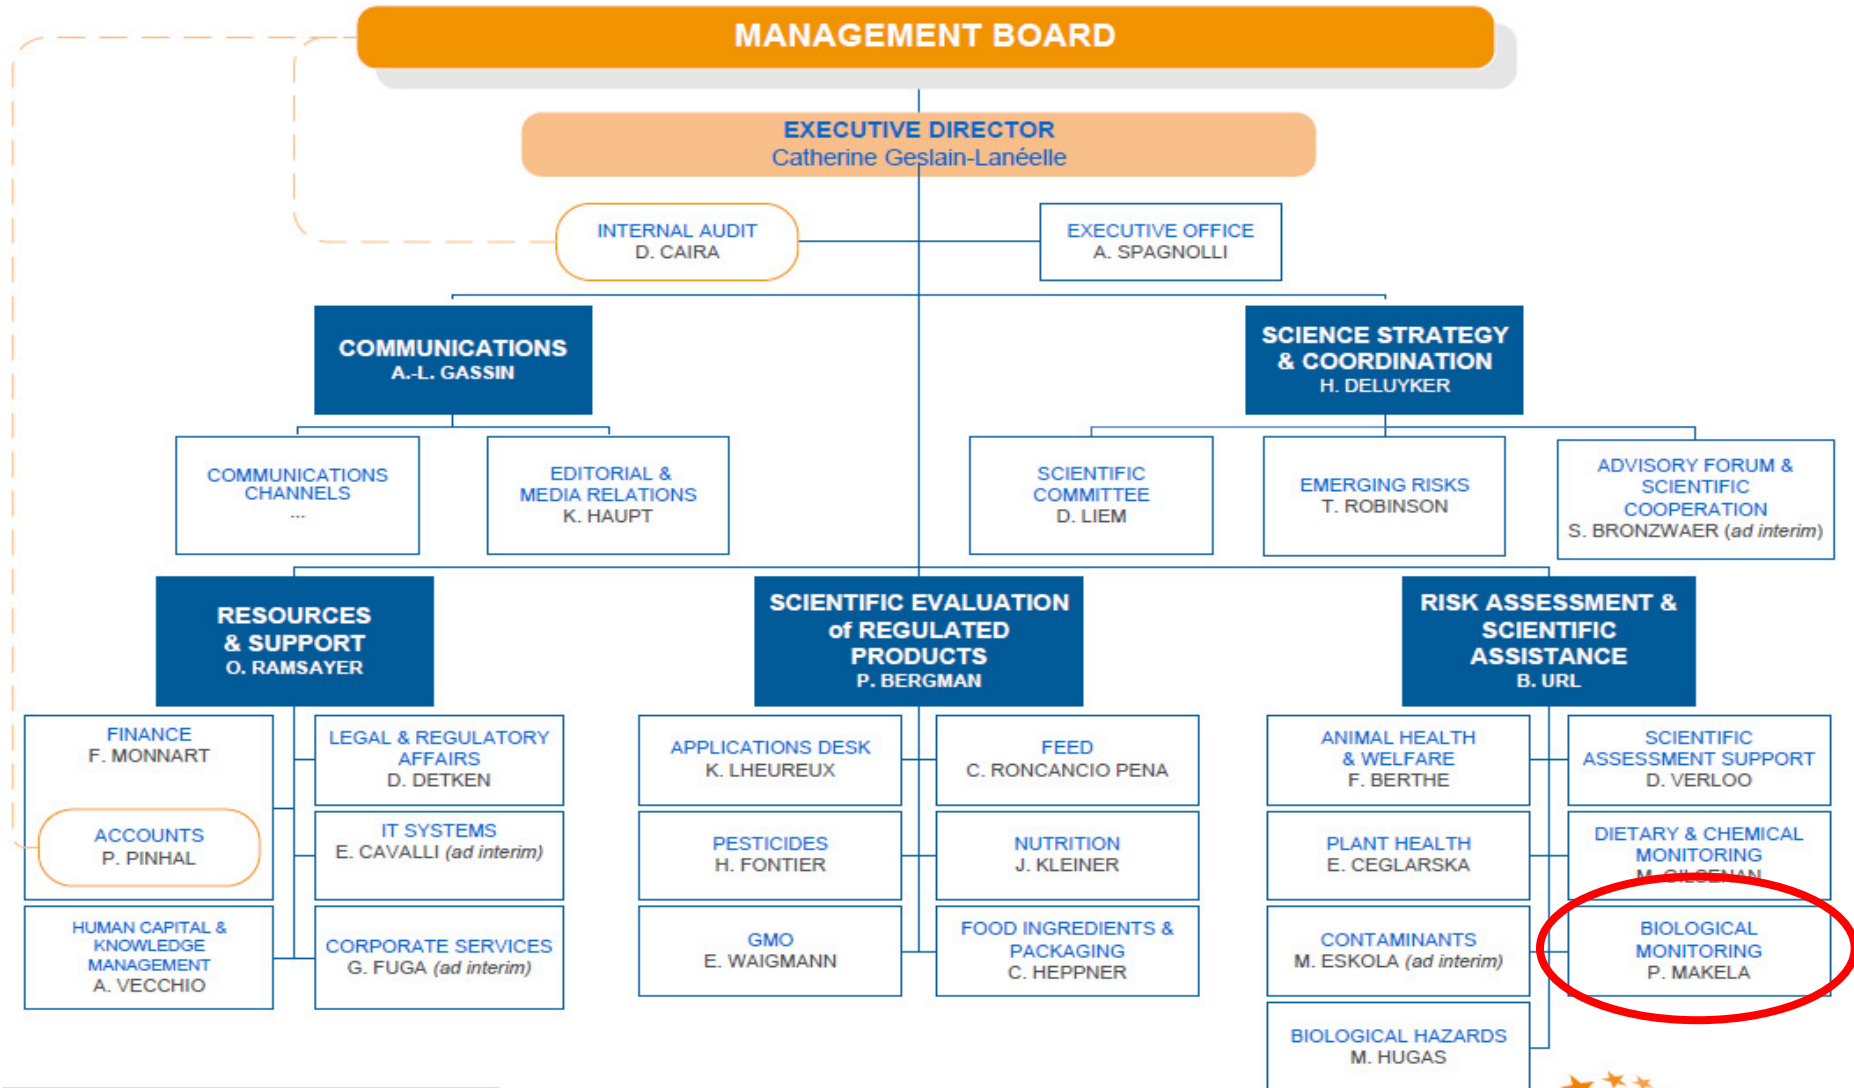 MANAGEMENT BOARD
EXECUTIVE DIRECTOR
Catherine Geslain-Lanéelle
INTERNAL AUDIT
D. CAIRA
EXECUTIVE OFFICE
A. SPAGNOLLI
COMMUNICATIONS
A.-L. GASSIN
SCIENCE STRATEGY
& COORDINATION
H. DELUYKER
COMMUNICATIONS
CHANNELS
...
EDITORIAL &
MEDIA RELATIONS
K. HAUPT
SCIENTIFIC
COMMITTEE
D. LIEM
EMERGING RISKS
T. ROBINSON
ADVISORY FORUM &
SCIENTIFIC
COOPERATION
S. BRONZWAER (ad interim)
RESOURCES
& SUPPORT
O. RAMSAYER
SCIENTIFIC EVALUATION
of REGULATED
PRODUCTS
P. BERGMAN
RISK ASSESSMENT &
SCIENTIFIC
ASSISTANCE
B. URL
FINANCE
F. MONNART
ACCOUNTS
P. PINHAL
HUMAN CAPITAL &
KNOWLEDGE
MANAGEMENT
A. VECCHIO
LEGAL & REGULATORY
AFFAIRS
D. DETKEN
IT SYSTEMS
E. CAVALLI (ad interim)
CORPORATE SERVICES
G. FUGA (ad interim)
APPLICATIONS DESK
K. LHEUREUX
PESTICIDES
H. FONTIER
GMO
E. WAIGMANN
FEED
C. RONCANCIO PENA
NUTRITION
J. KLEINER
FOOD INGREDIENTS &
PACKAGING
C. HEPPNER
ANIMAL HEALTH
& WELFARE
F. BERTHE
PLANT HEALTH
E. CEGLARSKA
CONTAMINANTS
M. ESKOLA (ad interim)
BIOLOGICAL HAZARDS
M. HUGAS
SCIENTIFIC
ASSESSMENT SUPPORT
D. VERLOO
DIETARY & CHEMICAL
MONITORING
M. GILSENAN
BIOLOGICAL
MONITORING
P. MAKELA